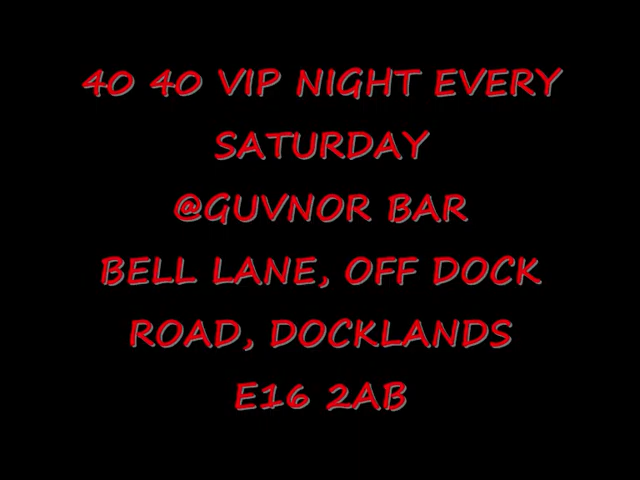 40 40 VIP NIGHT EVERY
SATURDAY
@GUVNOR BAR
BELL LANE, OFF DOCK
ROAD, DOCKLANDS
E16 2AB